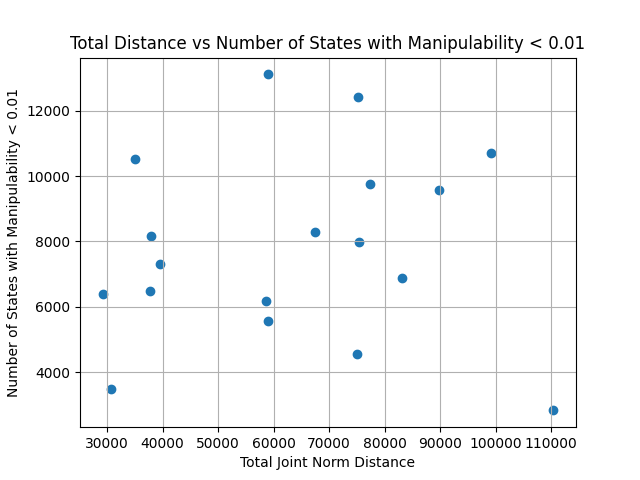 Total Distance vs Number of States with Manipulability < 0.01
Number of States with Manipulability < 0.01
12000
10000
8000
6000
4000
30000 40000 50000 60000 70000 80000 90000 100000 110000
Total Joint Norm Distance